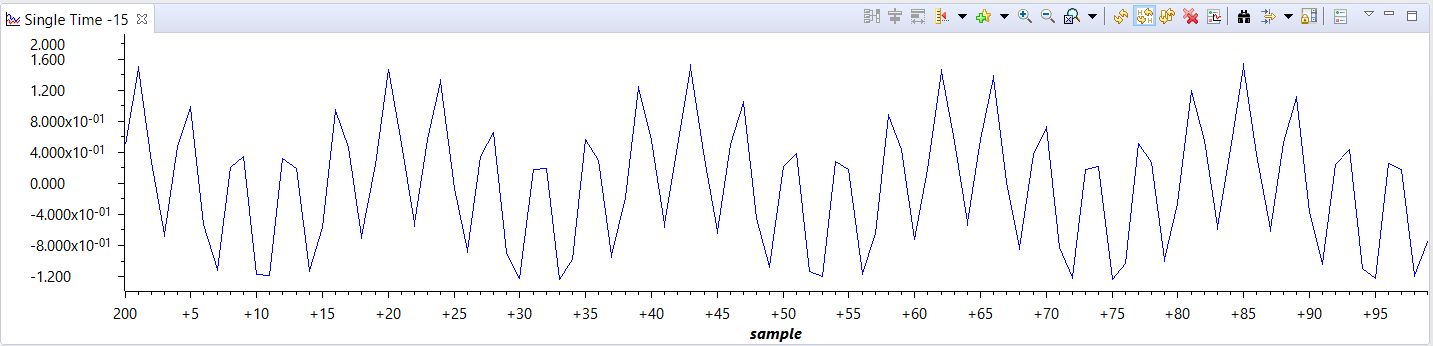 Single Time -15
2.000
1.600
1.200
8.000x10-01
4.000x10-01
0.000
-4.000x10-01
-8.000x10-01
-1.200
200 +5 +10 +15 +20 +25 +30 +35 +40 +45 +50 +55 +60 +65 +70 +75 +80 +85 +90 +95
sample